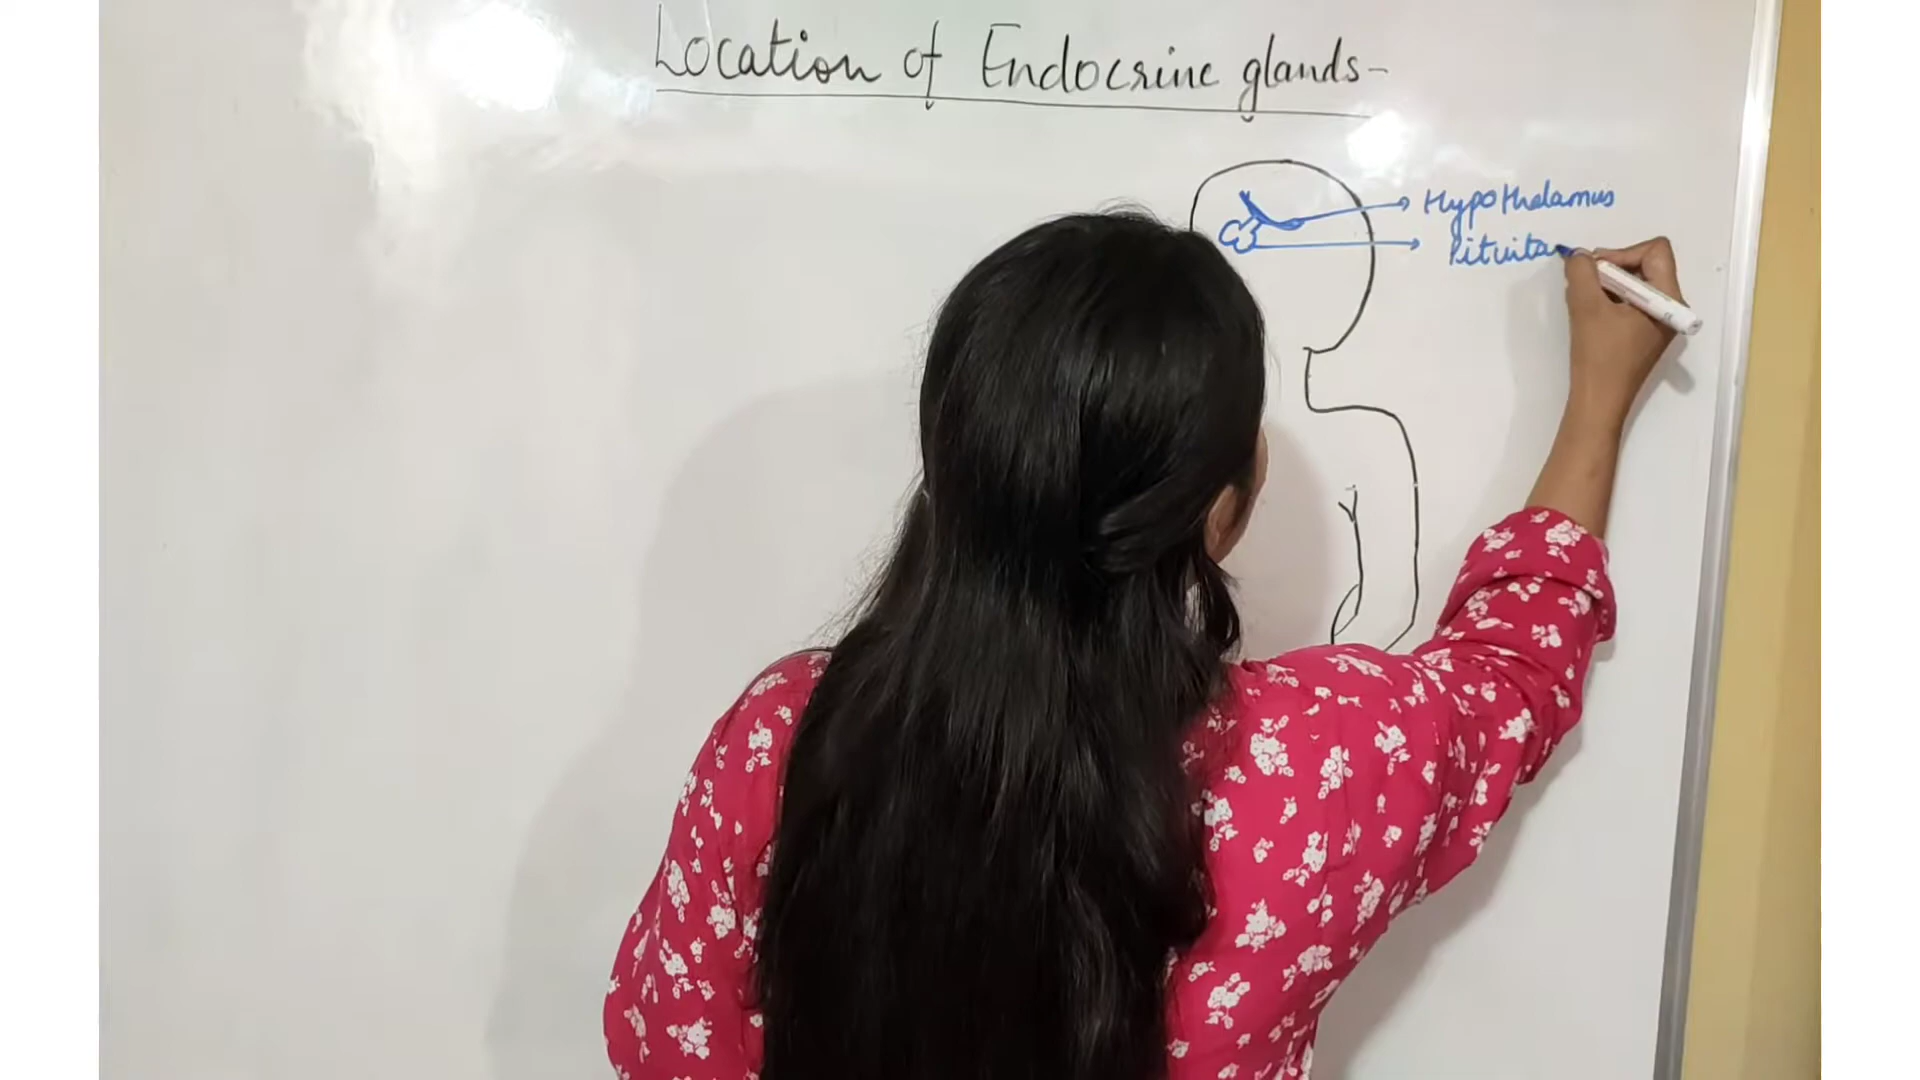 Location of Endocrine glands-
Hypothalamus
Pituita